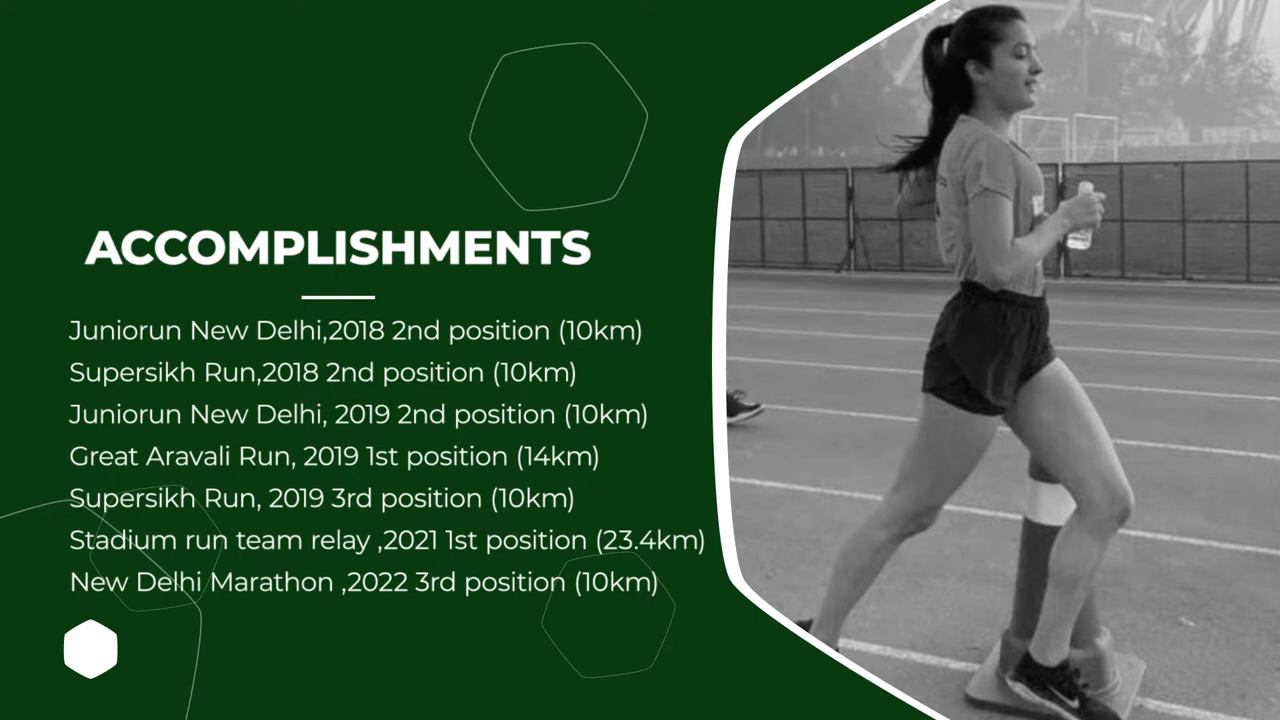 ACCOMPLISHMENTS
Juniorun New Delhi,2018 2nd position (10km)
Supersikh Run,2018 2nd position (10km)
Juniorun New Delhi, 2019 2nd position (10km)
Great Aravali Run, 2019 1st position (14km)
Supersikh Run, 2019 3rd position (10km)
Stadium run team relay ,2021 1st position (23.4km)
New Delhi Marathon ,2022 3rd position (10km)